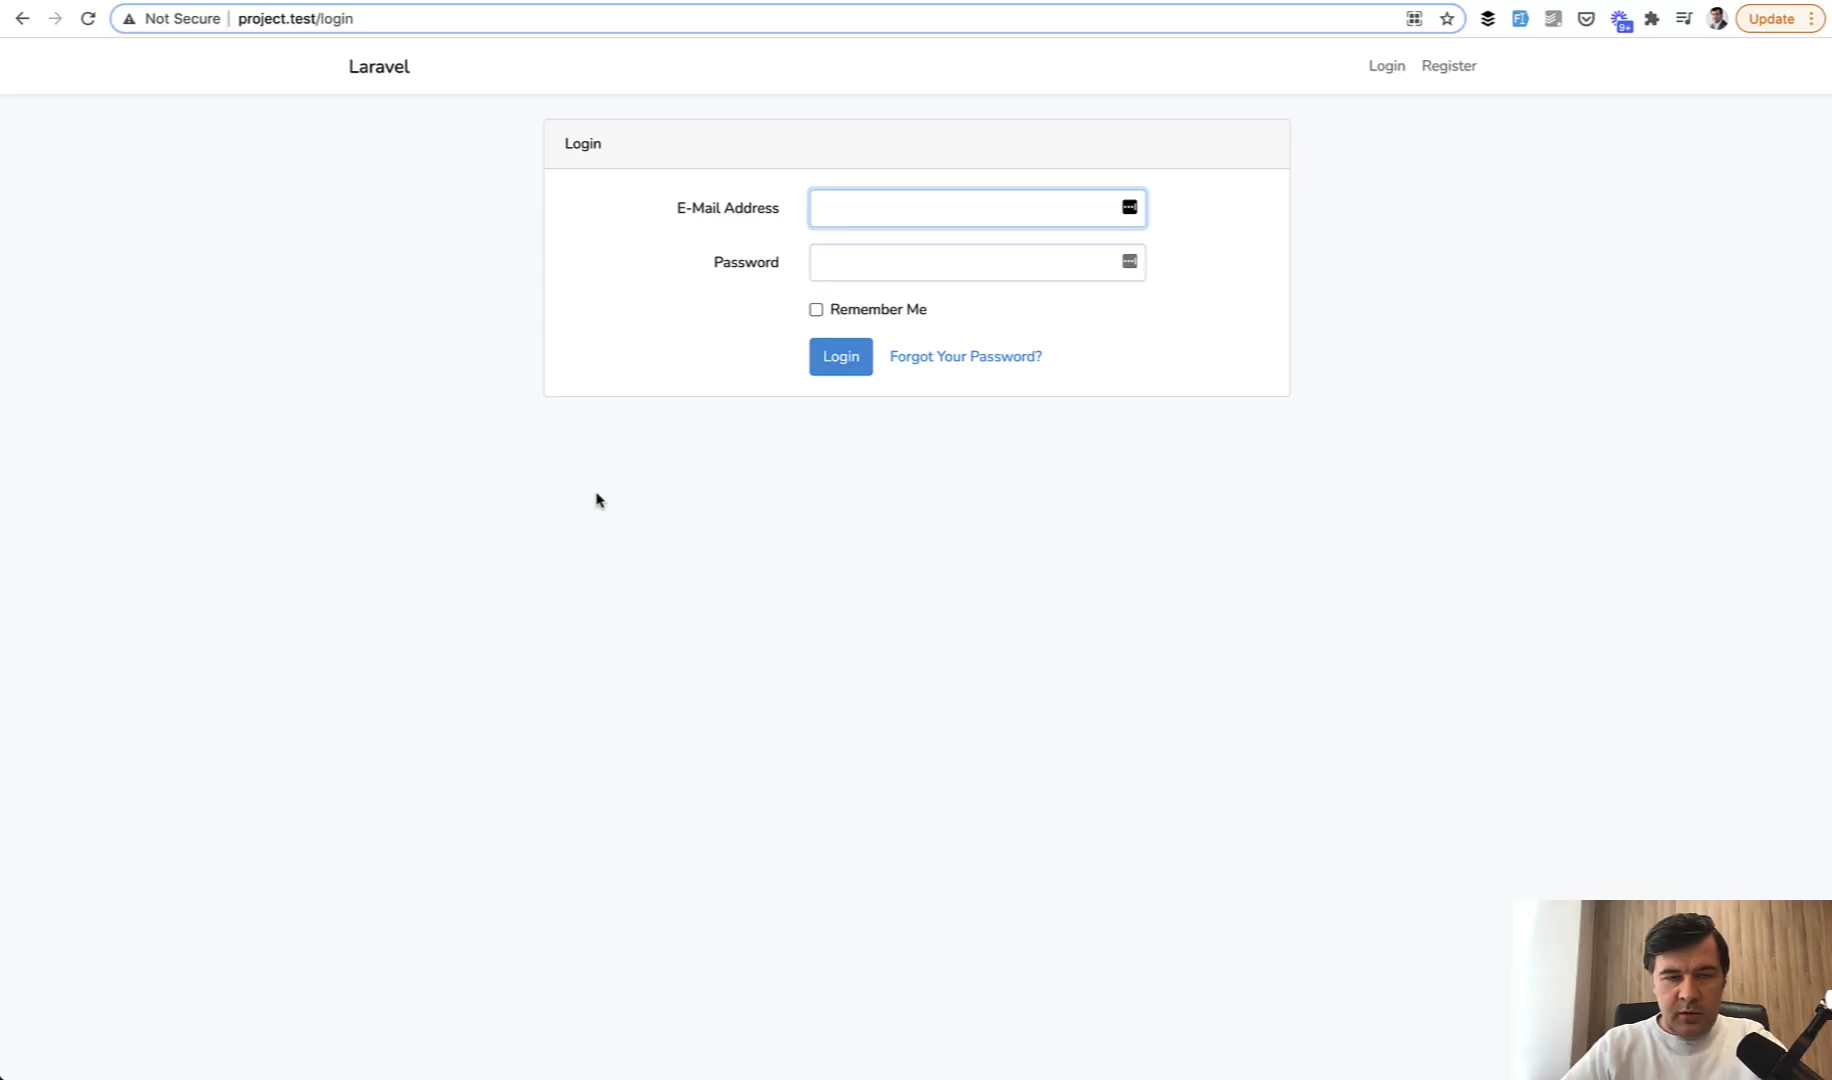 Not Secure | project.test/login
9+
Update
Laravel
Login Register
Login
E-Mail Address
Password
Remember Me
Login Forgot Your Password?